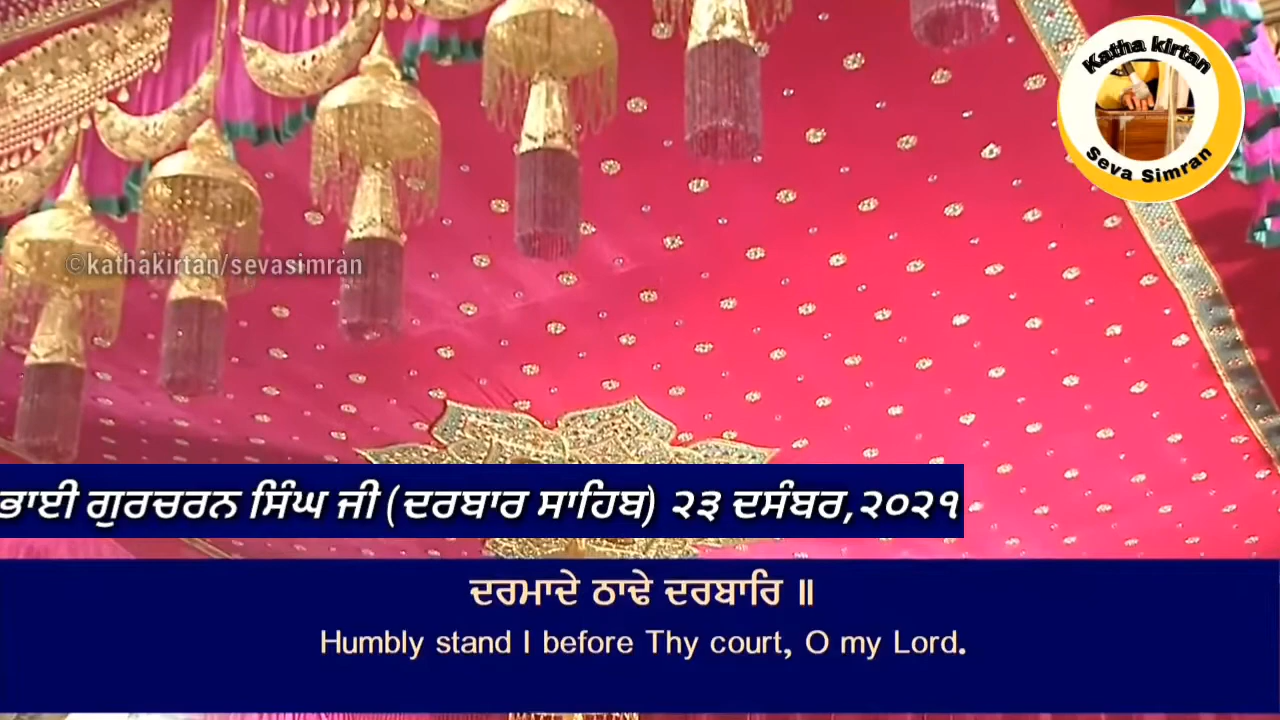 Katha kirtan
Seva Simran
©kathakirtan/sevasimran
ਭਾਈ ਗੁਰਚਰਨ ਸਿੰਘ ਜੀ (ਦਰਬਾਰ ਸਾਹਿਬ) ੨੩ ਦਸੰਬਰ,੨੦੨੧
ਦਰਮਾਦੇ ਠਾਢੇ ਦਰਬਾਰਿ ॥
Humbly stand I before Thy court, O my Lord.